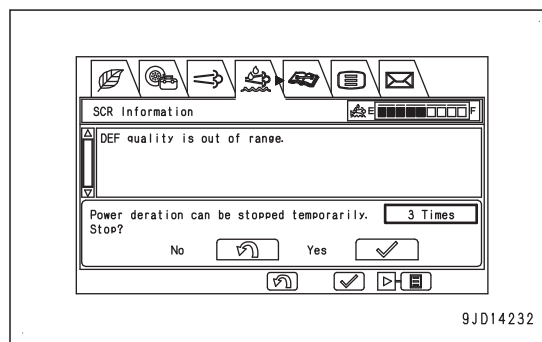 SCR Information
E F
DEF quality is out of range.
Power deration can be stopped temporarily. 3 Times
Stop?
No Yes
9JD14232